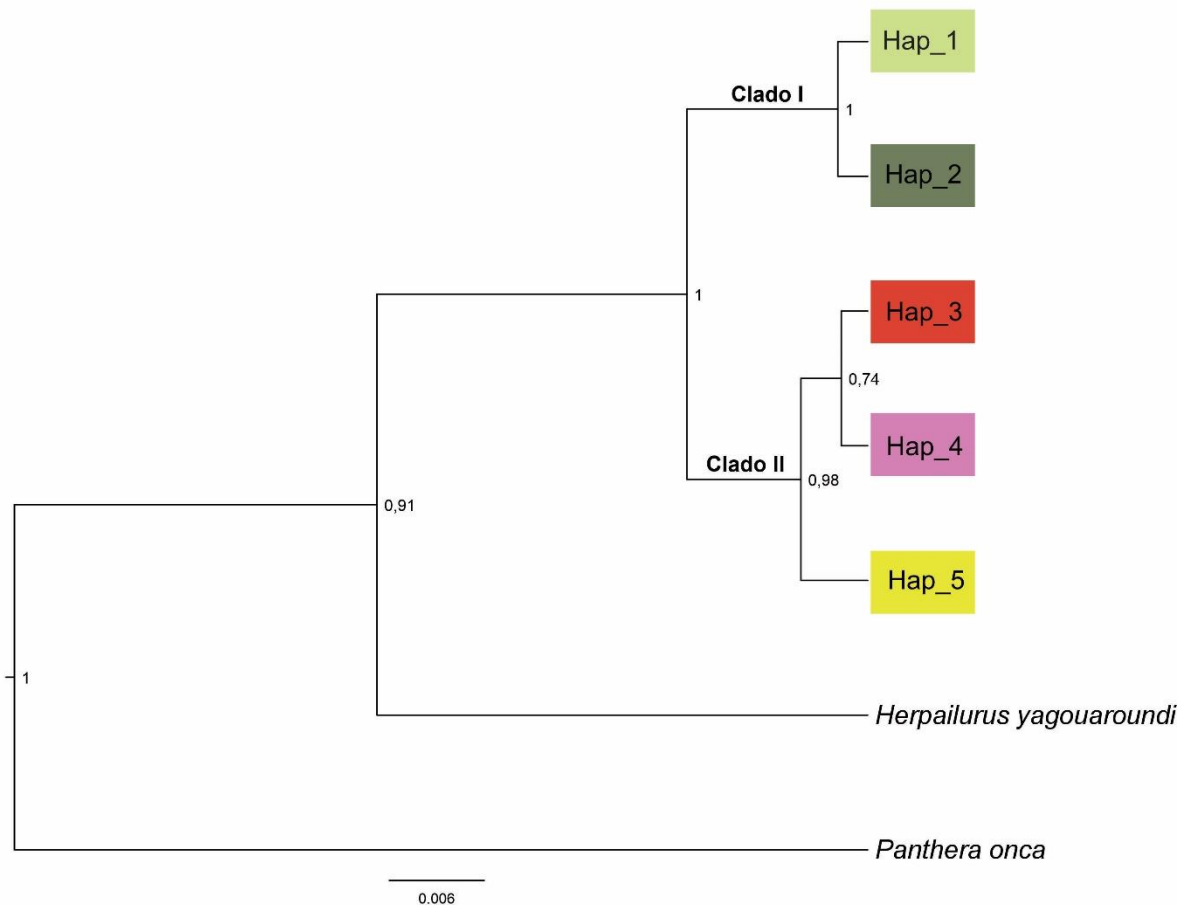 Hap_1
Clado I
1
Hap_2
1
Hap_3
0,74
Hap_4
Clado II
0,98
0,91
Hap_5
1
Herpailurus yagouaroundi
Panthera onca
0.006